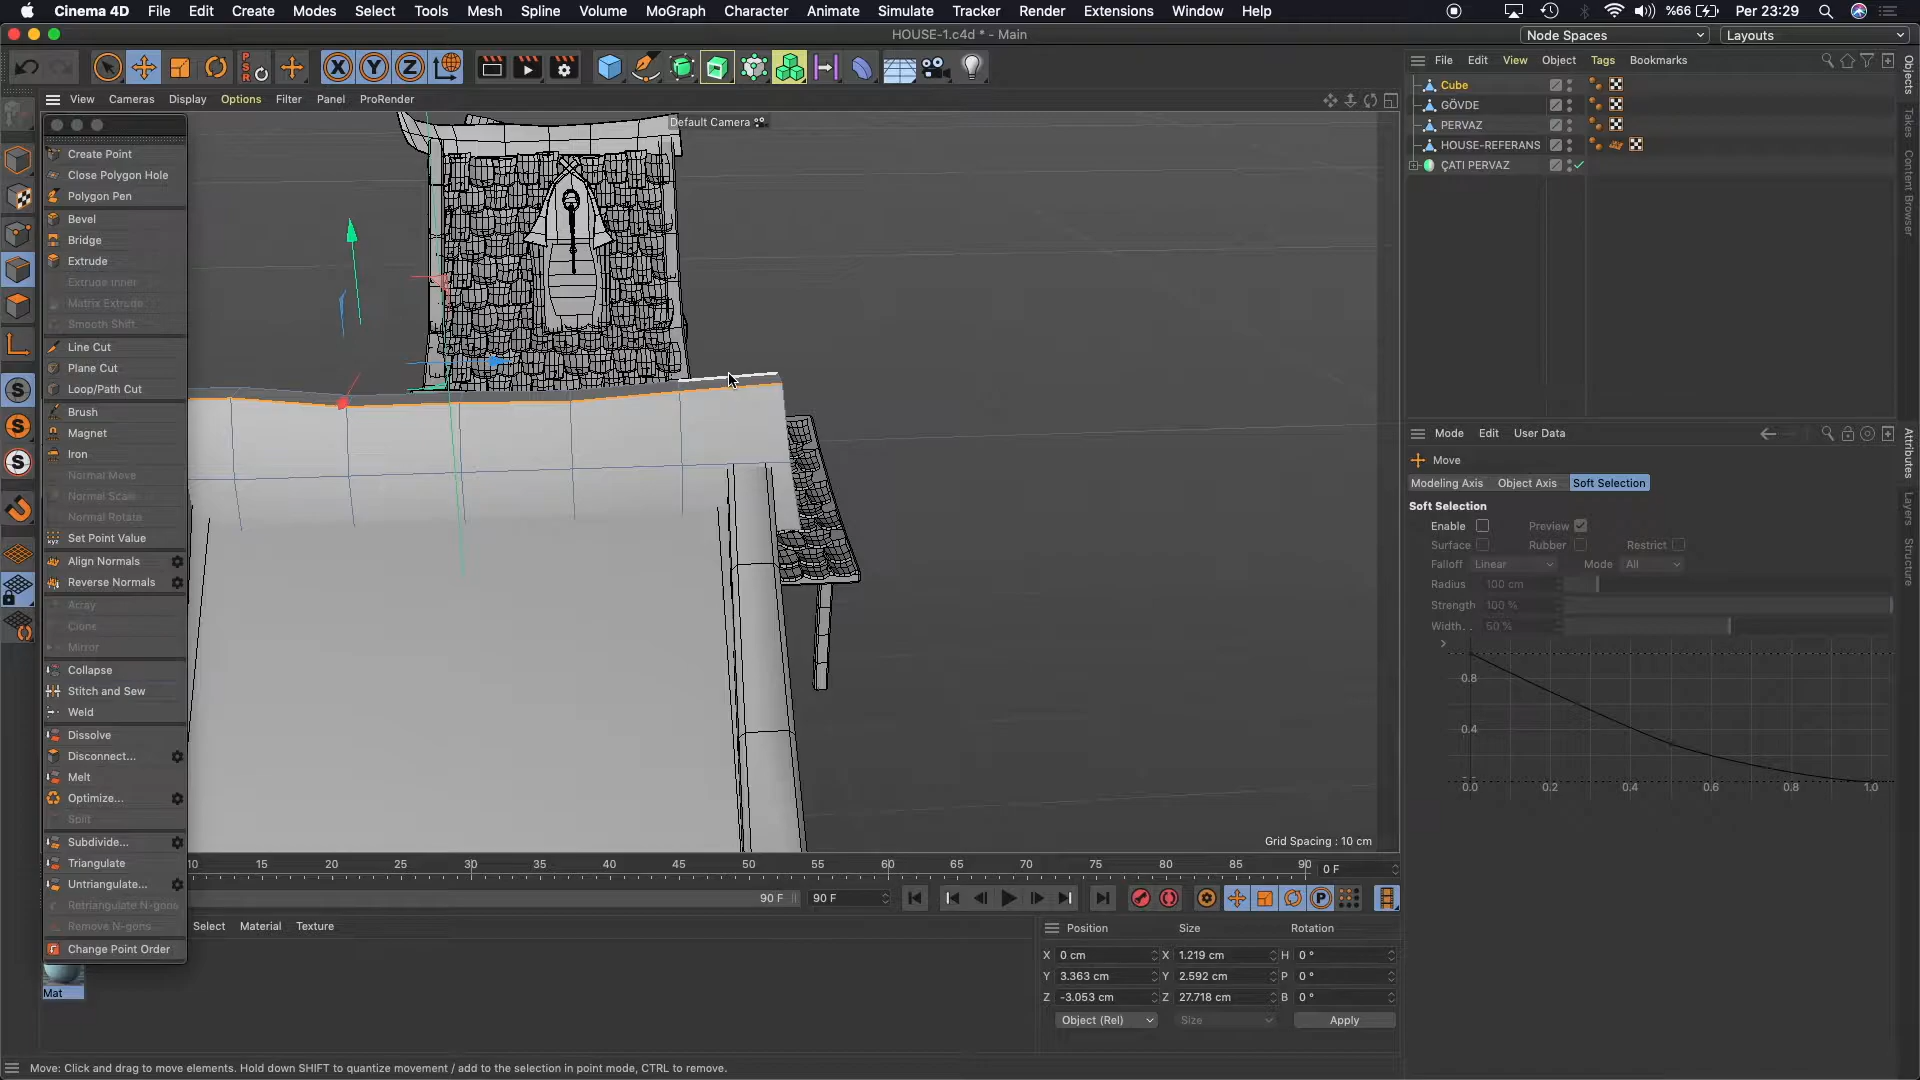 Cinema 4D File Edit Create Modes Select Tools Mesh Spline Volume MoGraph Character Animate Simulate Tracker Render Extensions Window Help %66 Per 23:29
HOUSE-1.c4d * - Main
Node Spaces Layouts
View Cameras Display Options Filter Panel ProRender
Default Camera
Create Point
Close Polygon Hole
Polygon Pen
Bevel
Bridge
Extrude
Extrude Inner
Matrix Extrude
Smooth Shift
Line Cut
Plane Cut
Loop/Path Cut
Brush
Magnet
Iron
Normal Move
Normal Scale
Normal Rotate
Set Point Value
Align Normals
Reverse Normals
Array
Clone
Mirror
Collapse
Stitch and Sew
Weld
Dissolve
Disconnect...
Melt
Optimize...
Split
Subdivide...
Triangulate
Untriangulate...
Retriangulate N-gons
Remove N-gons
Change Point Order
Grid Spacing : 10 cm
10 15 20 25 30 35 40 45 50 55 60 65 70 75 80 85 90 0 F
90 F 90 F
Select Material Texture
Mat
Position Size Rotation
X 0 cm X 1.219 cm H 0 °
Y 3.363 cm Y 2.592 cm P 0 °
Z -3.053 cm Z 27.718 cm B 0 °
Object (Rel) Size Apply
Move: Click and drag to move elements. Hold down SHIFT to quantize movement / add to the selection in point mode, CTRL to remove.
File Edit View Object Tags Bookmarks
Cube
GÖVDE
PERVAZ
HOUSE-REFERANS
ÇATI PERVAZ
Objects
Takes
Content Browser
Mode Edit User Data
Move
Modeling Axis Object Axis Soft Selection
Soft Selection
Enable Preview
Surface Rubber Restrict
Falloff Linear Mode All
Radius 100 cm
Strength 100 %
Width. . 50 %
0.8
0.4
0.0 0.2 0.4 0.6 0.8 1.0
Attributes
Layers
Structure